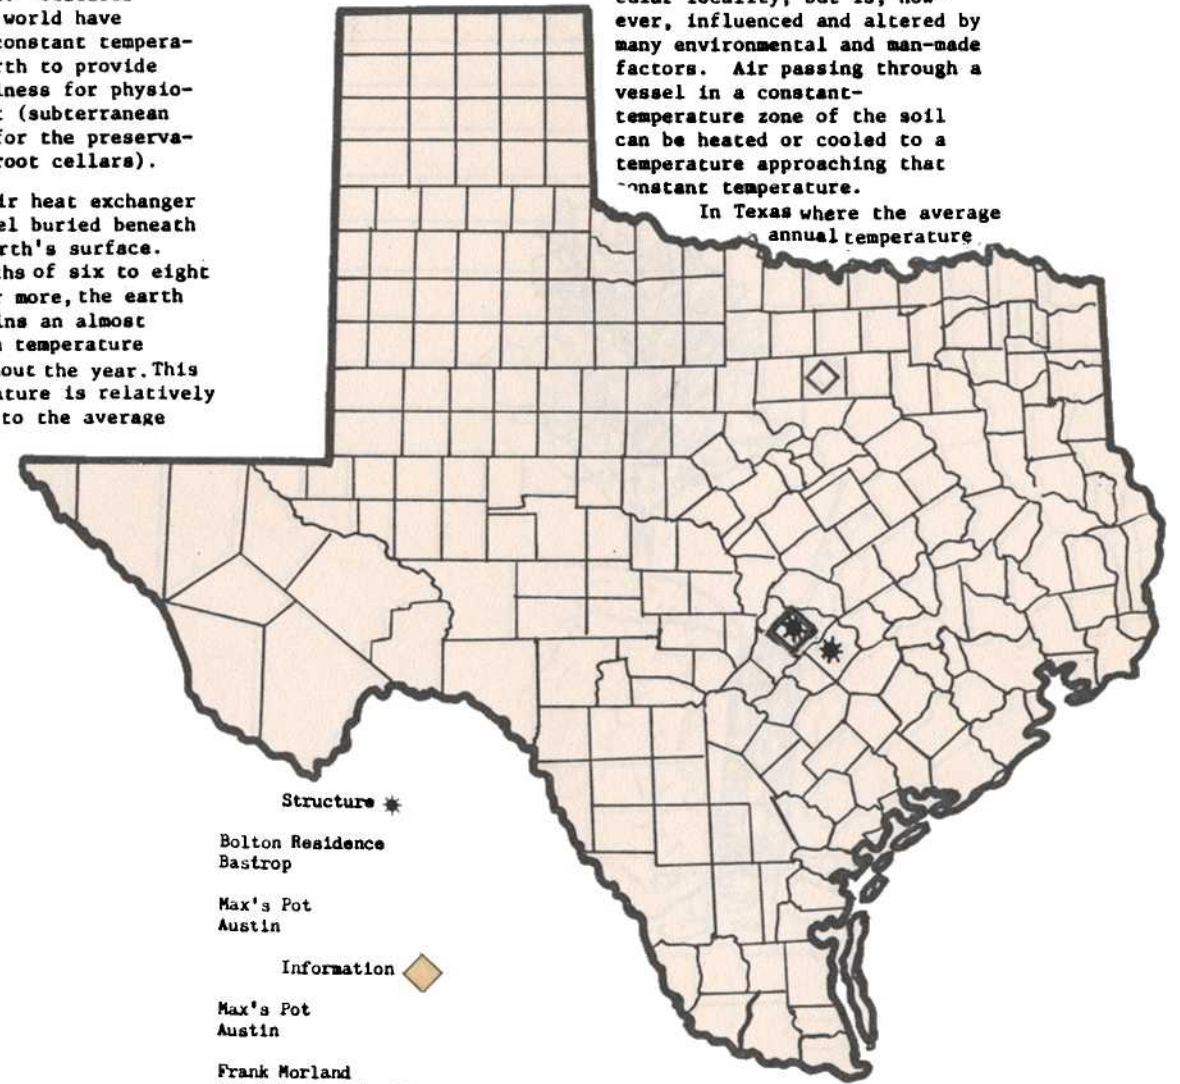 world have
constant tempera-
rth to provide
lness for physio-
t (subterranean
for the preserva-
root cellars).
ir heat exchanger
el buried beneath
rth's surface.
ths of six to eight
r more, the earth
ins an almost
n temperature
out the year. This
ature is relatively
to the average
ever, influenced and altered by
many environmental and man-made
factors. Air passing through a
vessel in a constant-
temperature zone of the soil
can be heated or cooled to a
temperature approaching that
onstant temperature.
In Texas where the average
annual temperature
Structure
Bolton Residence
Bastrop
Max's Pot
Austin
Information
Max's Pot
Austin
Frank Morland